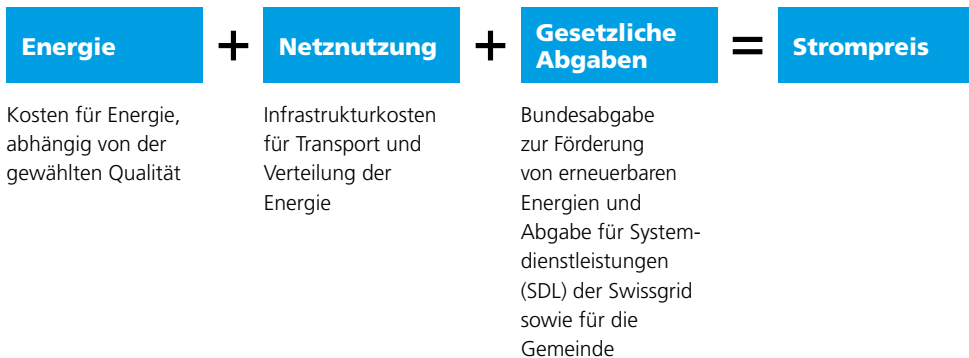 Energie
+
Netznutzung
+
Gesetzliche
Abgaben
=
Strompreis
Kosten für Energie,
abhängig von der
gewählten Qualität
Infrastrukturkosten
für Transport und
Verteilung der
Energie
Bundesabgabe
zur Förderung
von erneuerbaren
Energien und
Abgabe für System-
dienstleistungen
(SDL) der Swissgrid
sowie für die
Gemeinde